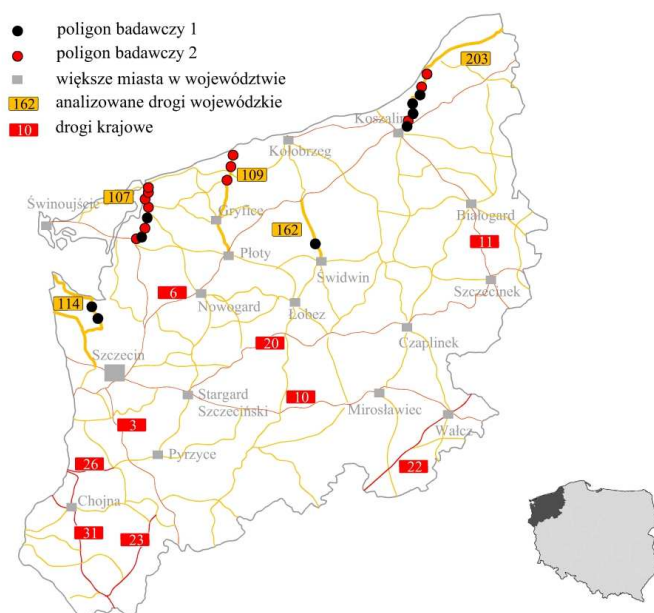 poligon badawczy 1
poligon badawczy 2
większe miasta w województwie
162 analizowane drogi wojewódzkie
10 drogi krajowe
203
Koszalin
Kołobrzeg
109
107
Świnoujście
Gryfice
162
Białogard
11
Płoty
Świdwin
114
6
Nowogard
Łobez
Szczecinek
Szczecin
20
Czaplinek
Stargard
Szczeciński
10
Mirosławiec
3
Wałcz
Pyrzyce
26
22
Chojna
31
23